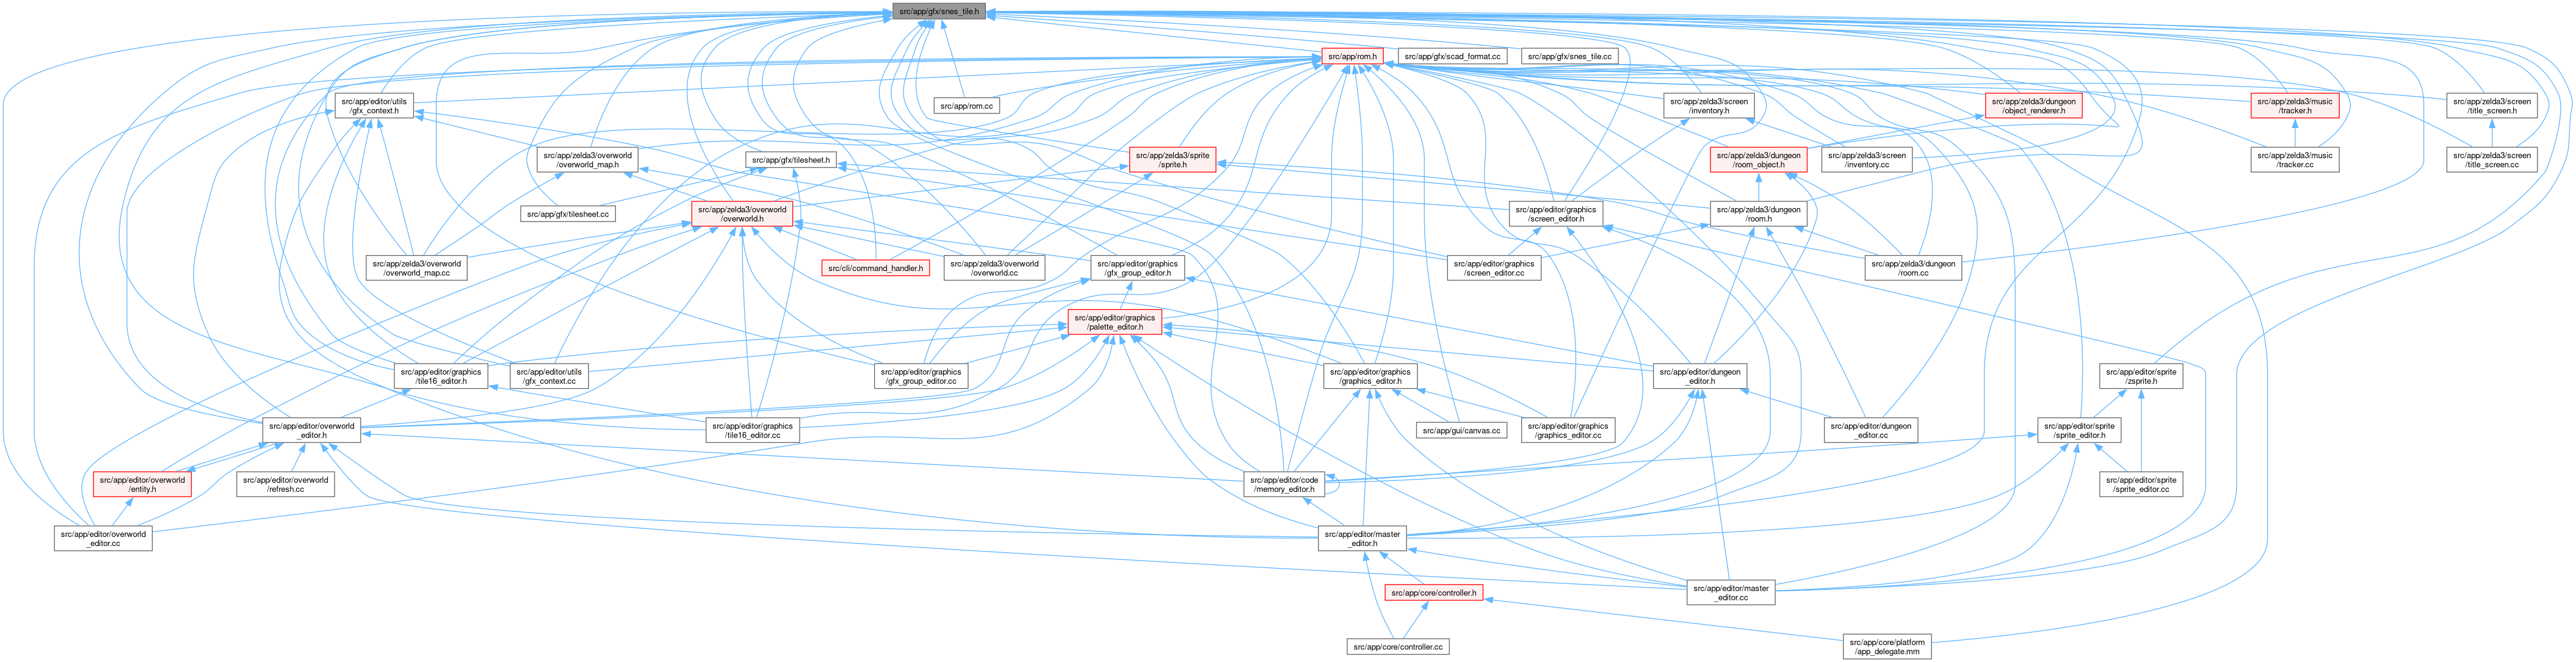 src/app/gfx/snes_tile.h
src/app/rom.h
src/app/gfx/scad_format.cc
src/app/gfx/snes_tile.cc
src/app/editor/utils
/gfx_context.h
src/app/rom.cc
src/app/zelda3/screen
/inventory.h
src/app/zelda3/dungeon
/object_renderer.h
src/app/zelda3/music
/tracker.h
src/app/zelda3/screen
/title_screen.h
src/app/zelda3/overworld
/overworld_map.h
src/app/gfx/tilesheet.h
src/app/zelda3/sprite
/sprite.h
src/app/zelda3/dungeon
/room_object.h
src/app/zelda3/screen
/inventory.cc
src/app/zelda3/music
/tracker.cc
src/app/zelda3/screen
/title_screen.cc
src/app/gfx/tilesheet.cc
src/app/zelda3/overworld
/overworld.h
src/app/editor/graphics
/screen_editor.h
src/app/zelda3/dungeon
/room.h
src/app/zelda3/overworld
/overworld_map.cc
src/cli/command_handler.h
src/app/zelda3/overworld
/overworld.cc
src/app/editor/graphics
/gfx_group_editor.h
src/app/editor/graphics
/screen_editor.cc
src/app/zelda3/dungeon
/room.cc
src/app/editor/graphics
/palette_editor.h
src/app/editor/graphics
/tile16_editor.h
src/app/editor/utils
/gfx_context.cc
src/app/editor/graphics
/gfx_group_editor.cc
src/app/editor/graphics
/graphics_editor.h
src/app/editor/dungeon
_editor.h
src/app/editor/sprite
/zsprite.h
src/app/editor/overworld
_editor.h
src/app/editor/graphics
/tile16_editor.cc
src/app/gui/canvas.cc
src/app/editor/graphics
/graphics_editor.cc
src/app/editor/dungeon
_editor.cc
src/app/editor/sprite
/sprite_editor.h
src/app/editor/overworld
/entity.h
src/app/editor/overworld
/refresh.cc
src/app/editor/code
/memory_editor.h
src/app/editor/sprite
/sprite_editor.cc
src/app/editor/overworld
_editor.cc
src/app/editor/master
_editor.h
src/app/core/controller.h
src/app/editor/master
_editor.cc
src/app/core/controller.cc
src/app/core/platform
/app_delegate.mm